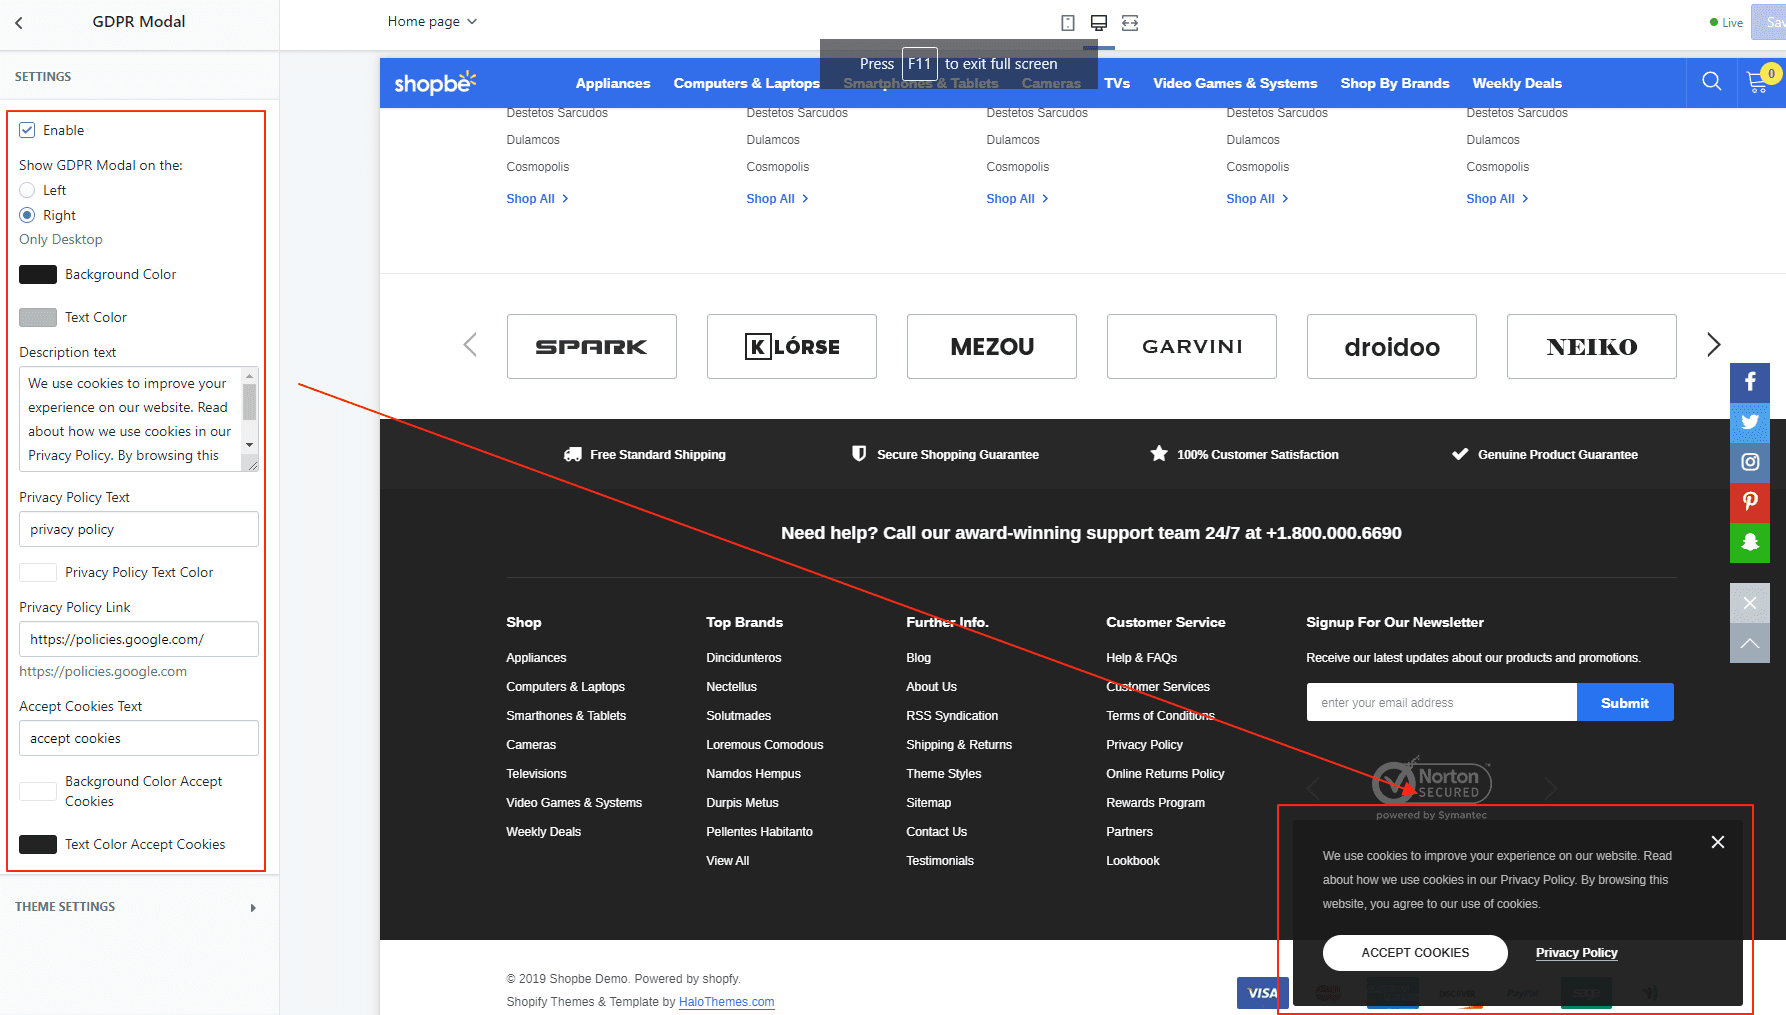 GDPR Modal
Home page
Live
Sav
SETTINGS
Enable
Show GDPR Modal on the:
Left
Right
Only Desktop
Background Color
Text Color
Description text
We use cookies to improve your
experience on our website. Read
about how we use cookies in our
Privacy Policy. By browsing this
Privacy Policy Text
privacy policy
Privacy Policy Text Color
Privacy Policy Link
https://policies.google.com/
https://policies.google.com
Accept Cookies Text
accept cookies
Background Color Accept
Cookies
Text Color Accept Cookies
THEME SETTINGS
Press F11 to exit full screen
shopbe Appliances Computers & Laptops Smartphones & Tablets Cameras TVs Video Games & Systems Shop By Brands Weekly Deals 0
Destetos Sarcudos Destetos Sarcudos Destetos Sarcudos Destetos Sarcudos Destetos Sarcudos
Dulamcos Dulamcos Dulamcos Dulamcos Dulamcos
Cosmopolis Cosmopolis Cosmopolis Cosmopolis Cosmopolis
Shop All Shop All Shop All Shop All Shop All
SPARK KLÓRSE MEZOU GARVINI droidoo NEIKO
Free Standard Shipping Secure Shopping Guarantee 100% Customer Satisfaction Genuine Product Guarantee
Need help? Call our award-winning support team 24/7 at +1.800.000.6690
Shop
Appliances
Computers & Laptops
Smarthones & Tablets
Cameras
Televisions
Video Games & Systems
Weekly Deals
Top Brands
Dincidunteros
Nectellus
Solutmades
Loremous Comodous
Namdos Hempus
Durpis Metus
Pellentes Habitanto
View All
Further Info.
Blog
About Us
RSS Syndication
Shipping & Returns
Theme Styles
Sitemap
Contact Us
Testimonials
Customer Service
Help & FAQs
Customer Services
Terms of Conditions
Privacy Policy
Online Returns Policy
Rewards Program
Partners
Lookbook
Signup For Our Newsletter
Receive our latest updates about our products and promotions.
enter your email address Submit
Norton
SECURED
powered by Symantec
We use cookies to improve your experience on our website. Read
about how we use cookies in our Privacy Policy. By browsing this
website, you agree to our use of cookies.
ACCEPT COOKIES Privacy Policy
© 2019 Shopbe Demo. Powered by shopfy.
Shopify Themes & Template by HaloThemes.com
VISA